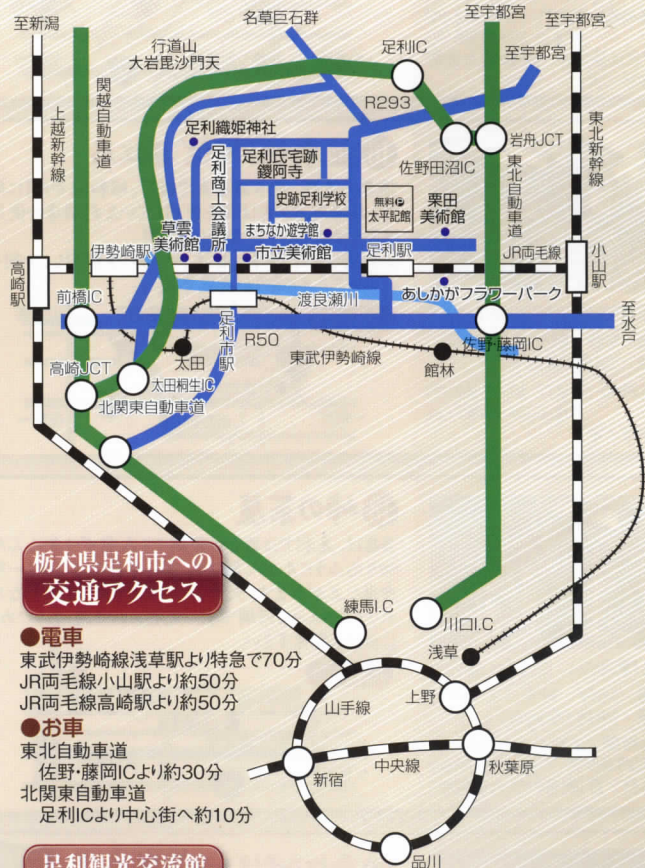 至新潟
名草巨石群
至宇都宮
至宇都宮
行道山
大岩毘沙門天
足利IC
至宇都宮
関越自動車道
上越新幹線
R293
足利織姫神社
佐野田沼IC
岩舟JCT
東北自動車道
東北新幹線
足利商工会議所
足利氏宅跡
鑁阿寺
史跡足利学校
無料P
太平記館
栗田
美術館
草雲
美術館
まちなか遊学館
市立美術館
伊勢崎駅
足利駅
JR両毛線
小山駅
高崎駅
前橋IC
渡良瀬川
あしかがフラワーパーク
至水戸
足利市駅
R50
佐野・藤岡IC
太田
東武伊勢崎線
館林
高崎JCT
太田桐生IC
北関東自動車道
栃木県足利市への
交通アクセス
練馬I.C
川口I.C
浅草
●電車
東武伊勢崎線浅草駅より特急で70分
JR両毛線小山駅より約50分
JR両毛線高崎駅より約50分
●お車
東北自動車道
佐野・藤岡ICより約30分
北関東自動車道
足利ICより中心街へ約10分
山手線
上野
新宿
中央線
秋葉原
品川
足利観光交流館